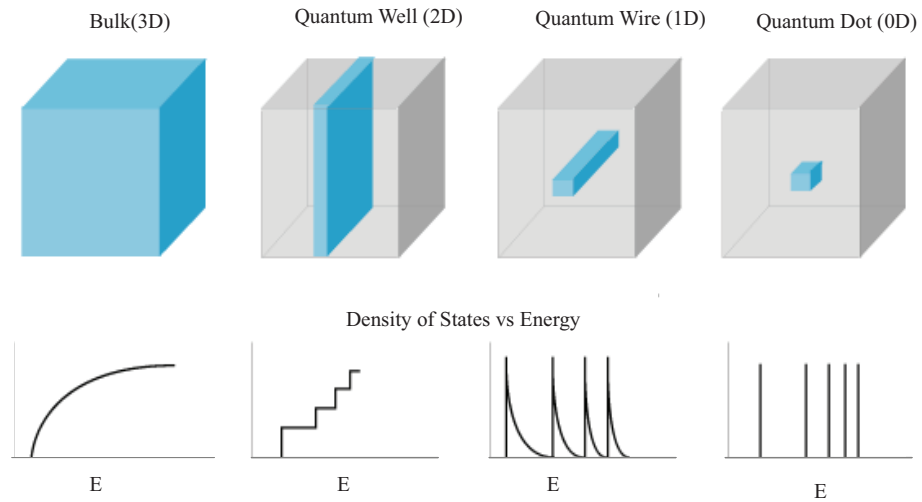 Bulk(3D)
Quantum Well (2D)
Quantum Wire (1D)
Quantum Dot (0D)
Density of States vs Energy
E
E
E
E